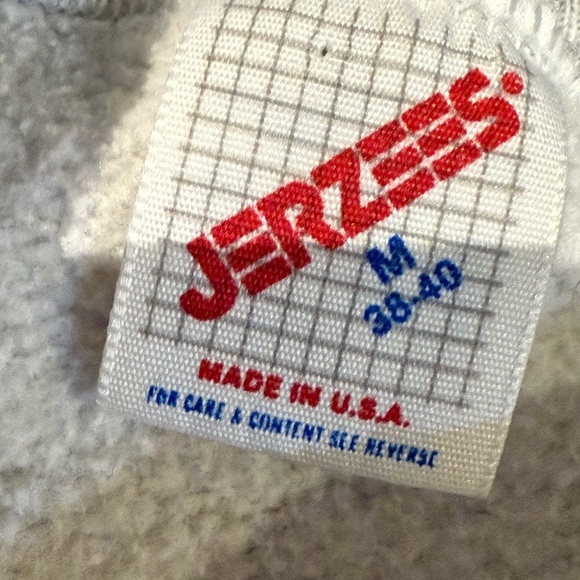 JERZEES
M
38-40
MADE IN U.S.A.
FOR CARE & CONTENT SEE REVERSE